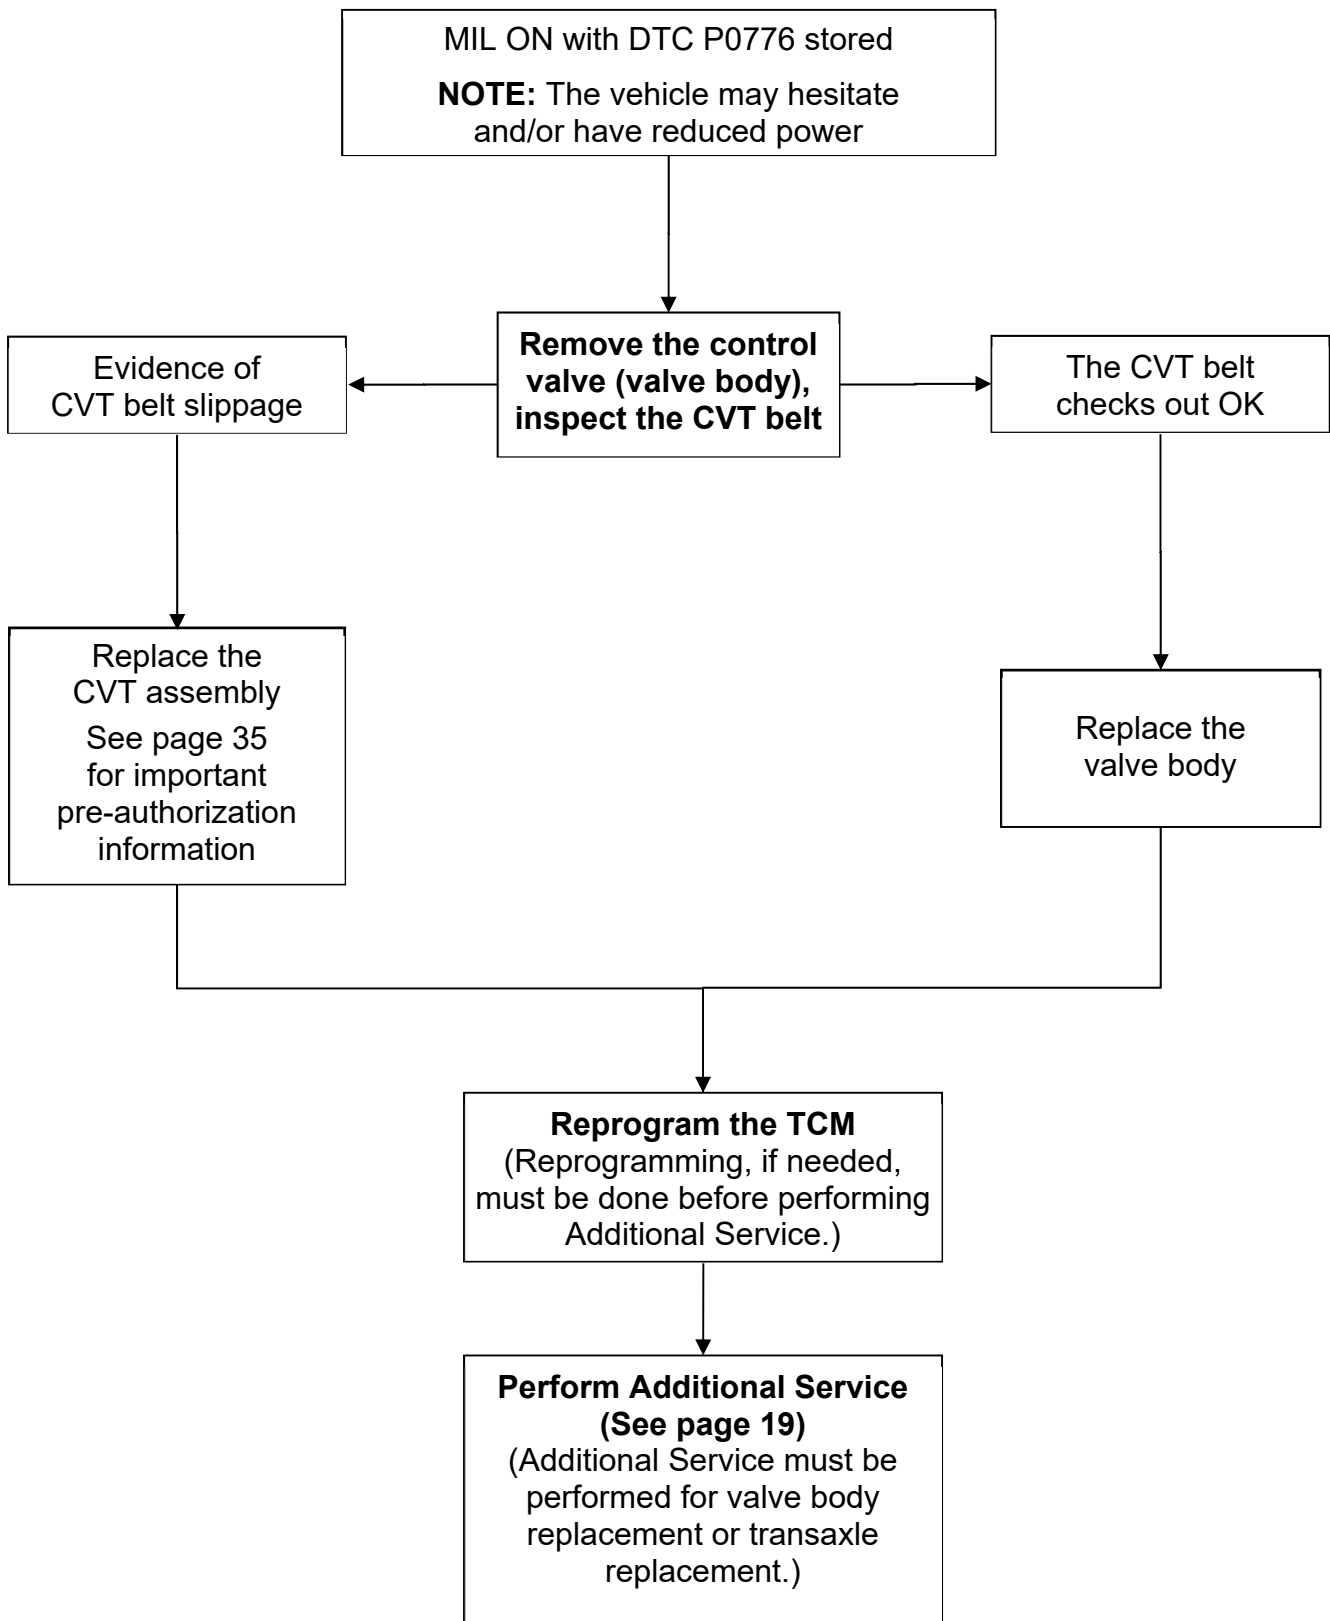 MIL ON with DTC P0776 stored
NOTE: The vehicle may hesitate
and/or have reduced power
Remove the control
valve (valve body),
inspect the CVT belt
Evidence of
CVT belt slippage
The CVT belt
checks out OK
Replace the
CVT assembly
See page 35
for important
pre-authorization
information
Replace the
valve body
Reprogram the TCM
(Reprogramming, if needed,
must be done before performing
Additional Service.)
Perform Additional Service
(See page 19)
(Additional Service must be
performed for valve body
replacement or transaxle
replacement.)